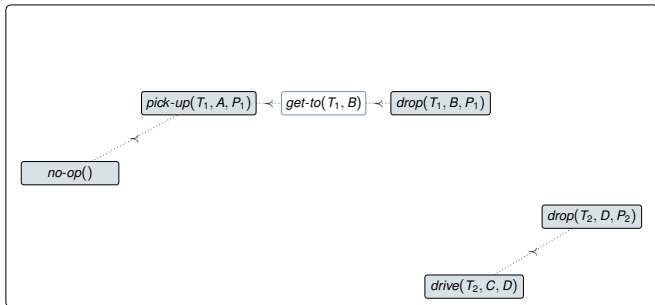 pick-up(T₁, A, P₁) ≺ get-to(T₁, B) ≺ drop(T₁, B, P₁)
≺
no-op()
drop(T₂, D, P₂)
≺
drive(T₂, C, D)